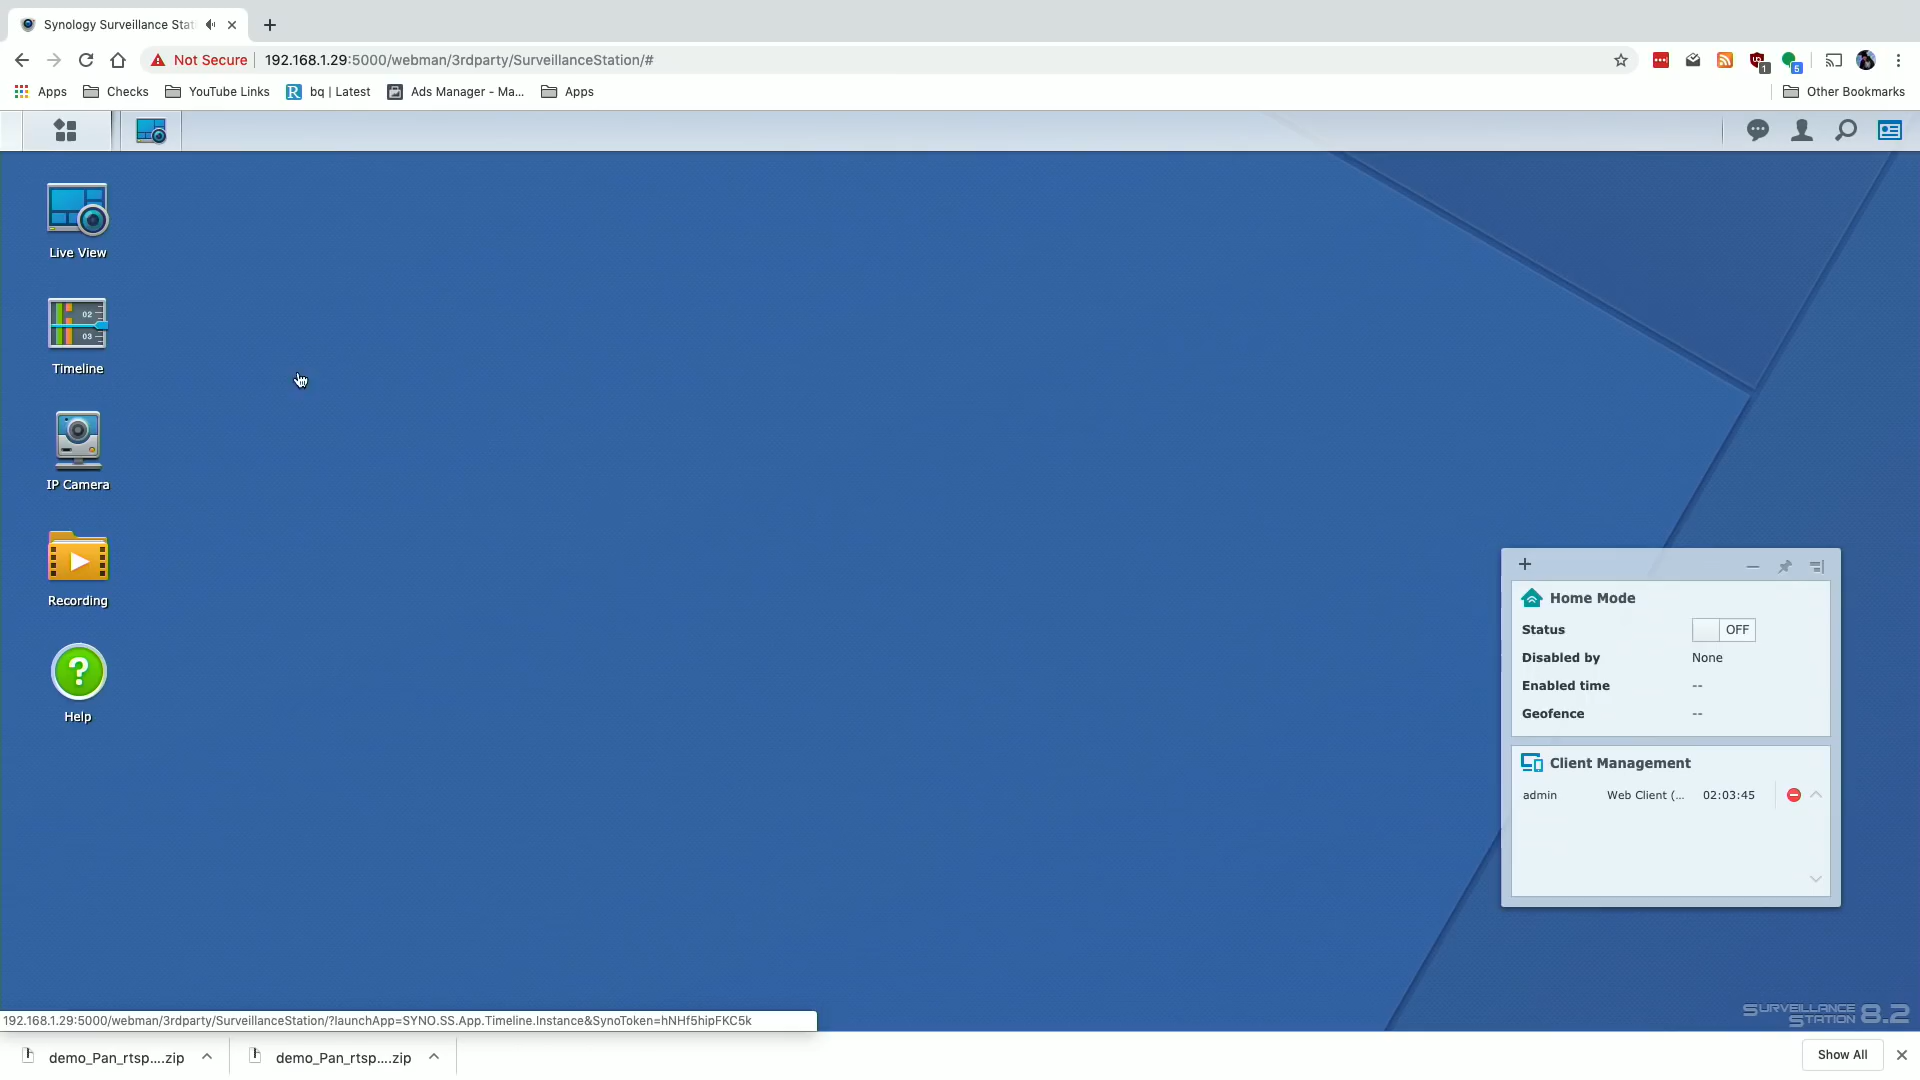 Synology Surveillance Stat
Not Secure
192.168.1.29:5000/webman/3rdparty/SurveillanceStation/#
1
5
Apps
Checks
YouTube Links
R
bq | Latest
Ads Manager - Ma...
Apps
Other Bookmarks
Live View
02
03
Timeline
IP Camera
Recording
?
Help
Home Mode
Status
OFF
Disabled by
None
Enabled time
--
Geofence
--
Client Management
admin
Web Client (...
02:03:45
SURVEILLANCE
STATION 8.2
192.168.1.29:5000/webman/3rdparty/SurveillanceStation/?launchApp=SYNO.SS.App.Timeline.Instance&SynoToken=hNHf5hipFKC5k
demo_Pan_rtsp....zip
demo_Pan_rtsp....zip
Show All